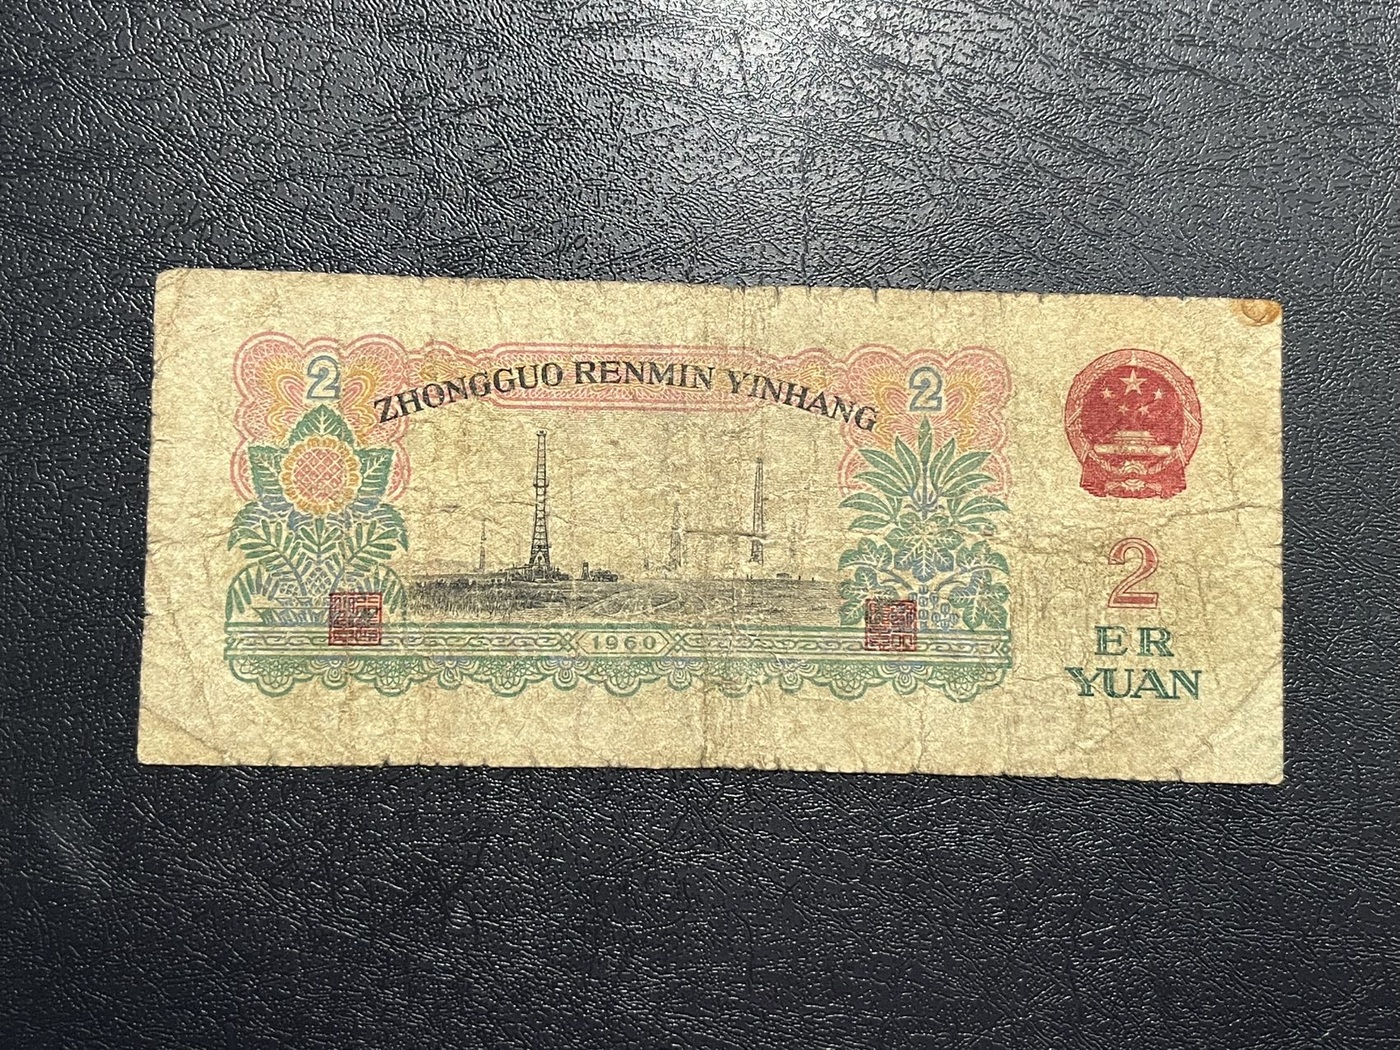 2
ZHONGGUO RENMIN YINHANG
2
1960
2
ER
YUAN